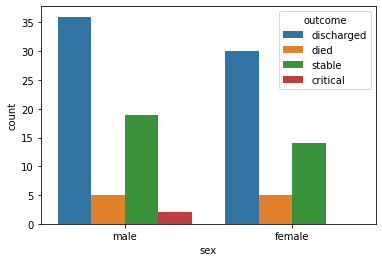 outcome
discharged
died
stable
critical
35
30
25
20
15
10
5
0
count
male
female
sex